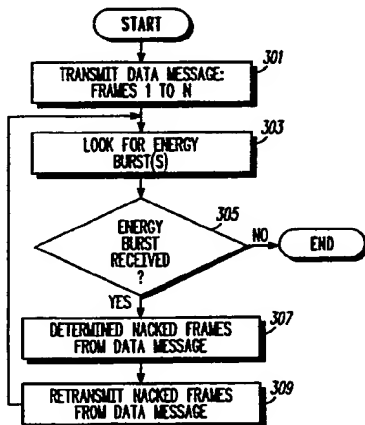 START
301
TRANSMIT DATA MESSAGE:
FRAMES 1 TO N
303
LOOK FOR ENERGY
BURST(S)
305
ENERGY
BURST
RECEIVED
?
NO
END
YES
307
DETERMINED NACKED FRAMES
FROM DATA MESSAGE
RETRANSMIT NACKED FRAMES
FROM DATA MESSAGE
309